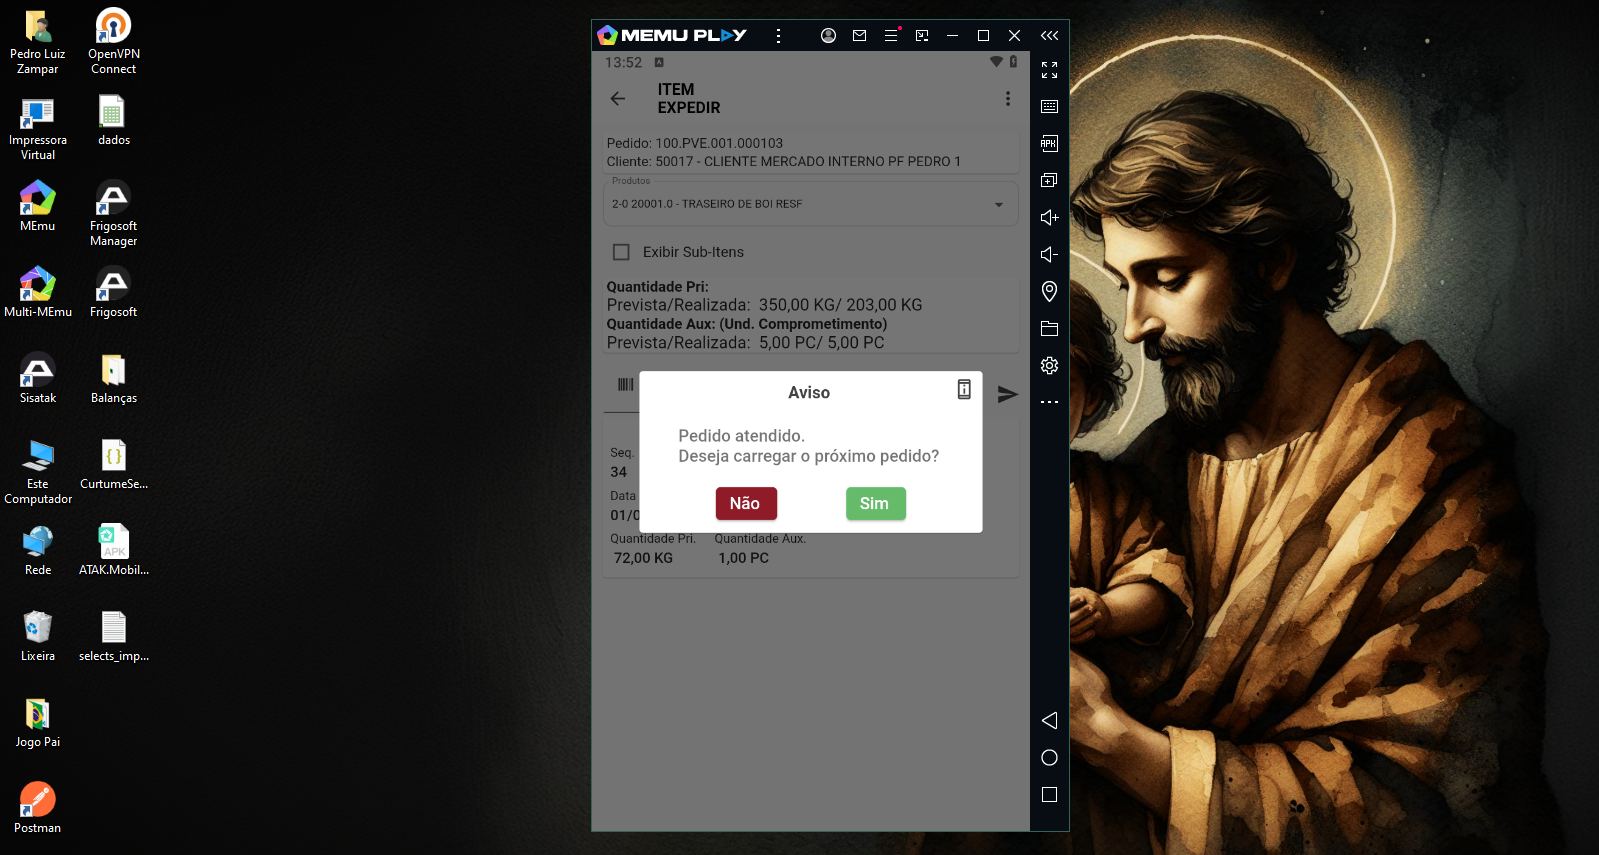 Pedro Luiz
Zampar
OpenVPN
Connect
Impressora
Virtual
dados
MEmu
Frigosoft
Manager
Multi-MEmu
Frigosoft
Sisatak
Balanças
Este
Computador
CurtumeSe...
Rede
APK
ATAK.Mobil...
Lixeira
selects_imp...
Jogo Pai
Postman
MEMU PLAY
13:52
A
ITEM
EXPEDIR
Pedido: 100.PVE.001.000103
Cliente: 50017 - CLIENTE MERCADO INTERNO PF PEDRO 1
Produtos
2-0 20001.0 - TRASEIRO DE BOI RESF
Exibir Sub-Itens
Quantidade Pri:
Prevista/Realizada: 350,00 KG/ 203,00 KG
Quantidade Aux: (Und. Comprometimento)
Prevista/Realizada: 5,00 PC/ 5,00 PC
Aviso
Pedido atendido.
Deseja carregar o próximo pedido?
Não Sim
Seq.
34
Data
01/0
Quantidade Pri. Quantidade Aux.
72,00 KG 1,00 PC
APK